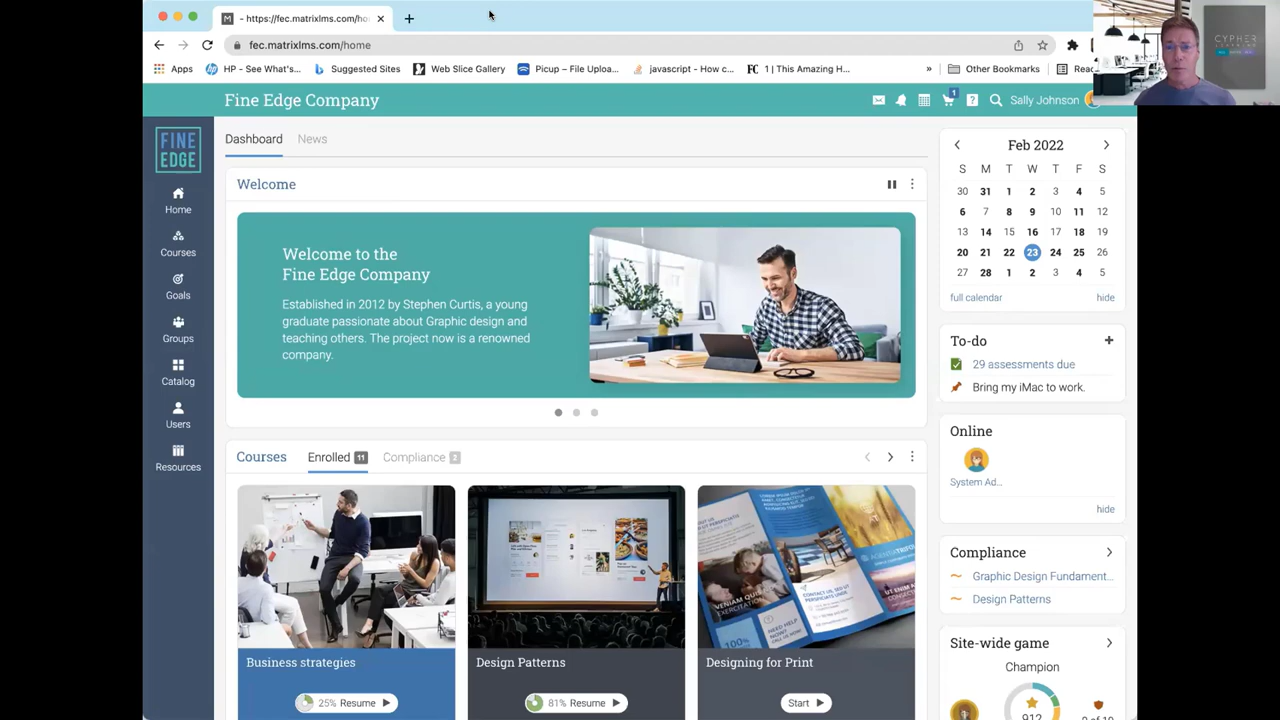 - https://fec.matrixlms.com/ho
fec.matrixlms.com/home
Apps
HP - See What's...
Suggested Sites
Web Slice Gallery
Picup – File Uploa...
javascript - How c...
1 | This Amazing H...
»
Other Bookmarks
CYPHER
Fine Edge Company
1
Sally Johnson
FINE
EDGE
Home
Courses
Goals
Groups
Catalog
Users
Resources
Dashboard
News
Welcome
Welcome to the
Fine Edge Company
Established in 2012 by Stephen Curtis, a young
graduate passionate about Graphic design and
teaching others. The project now is a renowned
company.
Courses
Enrolled 11
Compliance 2
Business strategies
25% Resume
Design Patterns
81% Resume
Designing for Print
Start
Feb 2022
S M T W T F S
30 31 1 2 3 4 5
6 7 8 9 10 11 12
13 14 15 16 17 18 19
20 21 22 23 24 25 26
27 28 1 2 3 4 5
full calendar
hide
To-do
29 assessments due
Bring my iMac to work.
Online
System Ad...
hide
Compliance
Graphic Design Fundament...
Design Patterns
Site-wide game
Champion
912